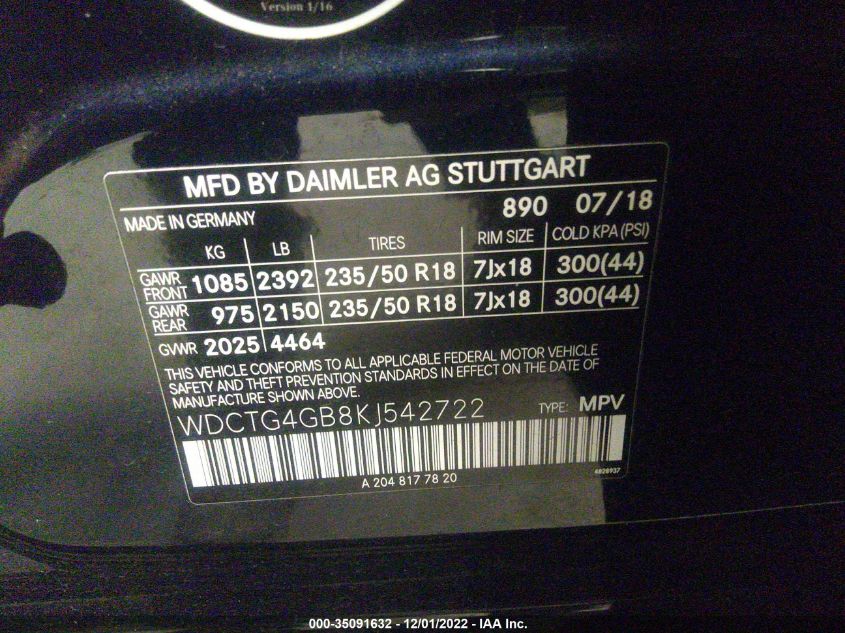 Version 1/16
MFD BY DAIMLER AG STUTTGART
MADE IN GERMANY 890 07/18
KG LB TIRES RIM SIZE COLD KPA (PSI)
GAWR FRONT 1085 2392 235/50 R18 7Jx18 300(44)
GAWR REAR 975 2150 235/50 R18 7Jx18 300(44)
GVWR 2025 4464
THIS VEHICLE CONFORMS TO ALL APPLICABLE FEDERAL MOTOR VEHICLE
SAFETY AND THEFT PREVENTION STANDARDS IN EFFECT ON THE DATE OF
MANUFACTURE SHOWN ABOVE.
WDCTG4GB8KJ542722 TYPE: MPV
A 204 817 78 20 4828937
000-35091632 - 12/01/2022 - IAA Inc.